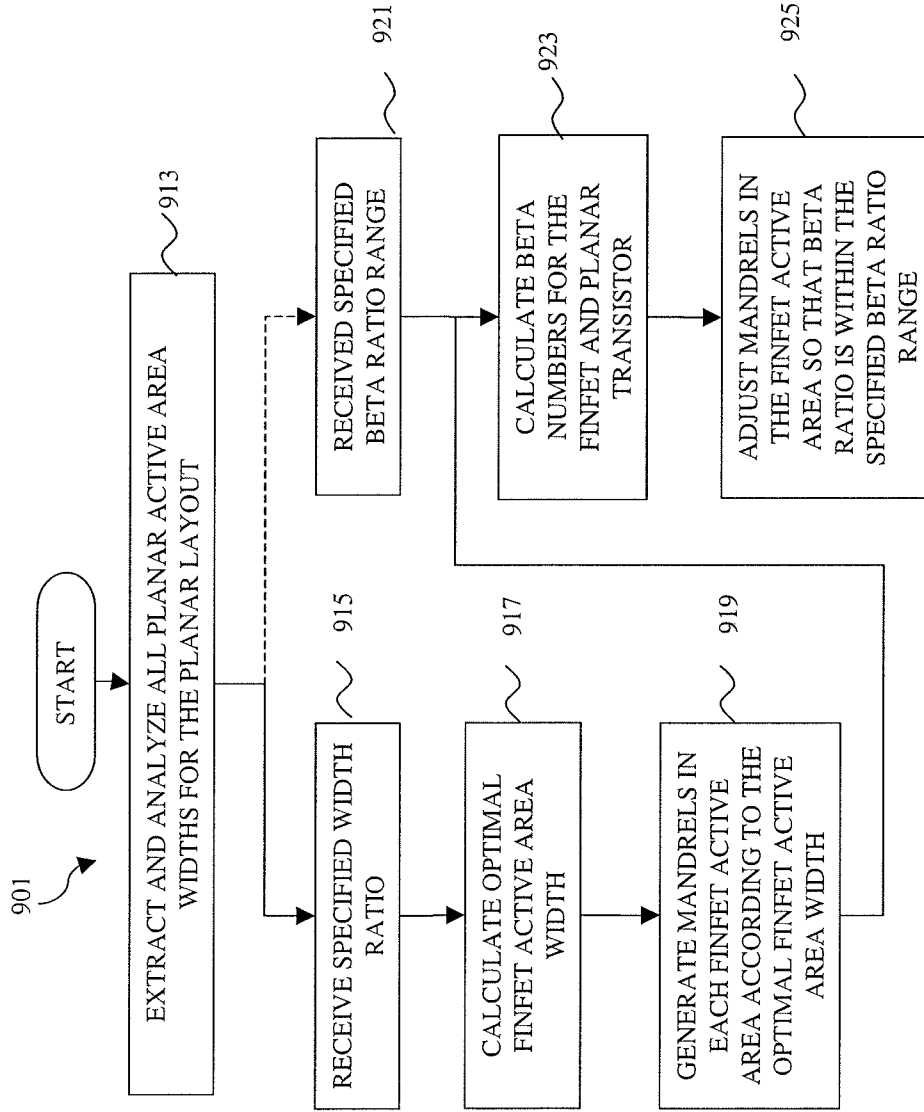 901
START
EXTRACT AND ANALYZE ALL PLANAR ACTIVE AREA
WIDTHS FOR THE PLANAR LAYOUT
913
RECEIVE SPECIFIED WIDTH
RATIO
915
CALCULATE OPTIMAL
FINFET ACTIVE AREA
WIDTH
917
GENERATE MANDRELS IN
EACH FINFET ACTIVE
AREA ACCORDING TO THE
OPTIMAL FINFET ACTIVE
AREA WIDTH
919
RECEIVED SPECIFIED
BETA RATIO RANGE
921
CALCULATE BETA
NUMBERS FOR THE
FINFET AND PLANAR
TRANSISTOR
923
ADJUST MANDRELS IN
THE FINFET ACTIVE
AREA SO THAT BETA
RATIO IS WITHIN THE
SPECIFIED BETA RATIO
RANGE
925